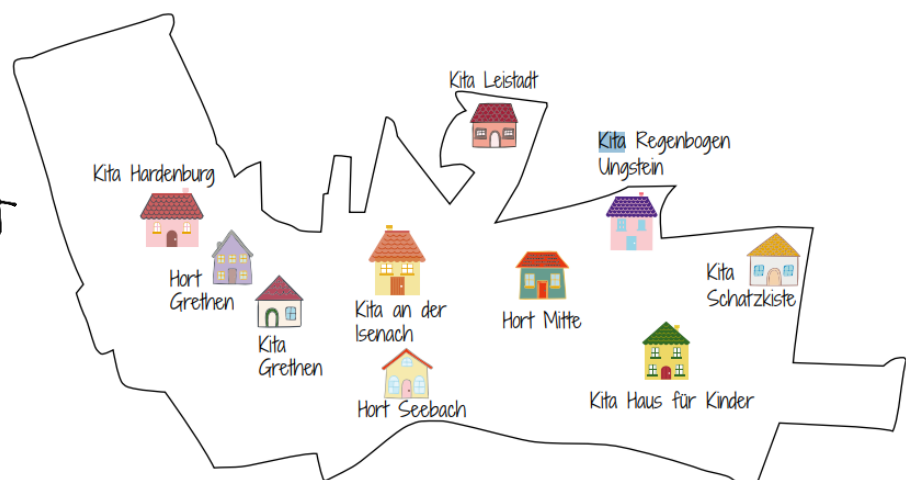 Kita Leistadt
Kita Regenbogen
Ungstein
Kita Hardenburg
Hort
Grethen
Kita
Schatzkiste
Kita an der
Isenach
Hort Mitte
Kita
Grethen
Kita Haus für Kinder
Hort Seebach